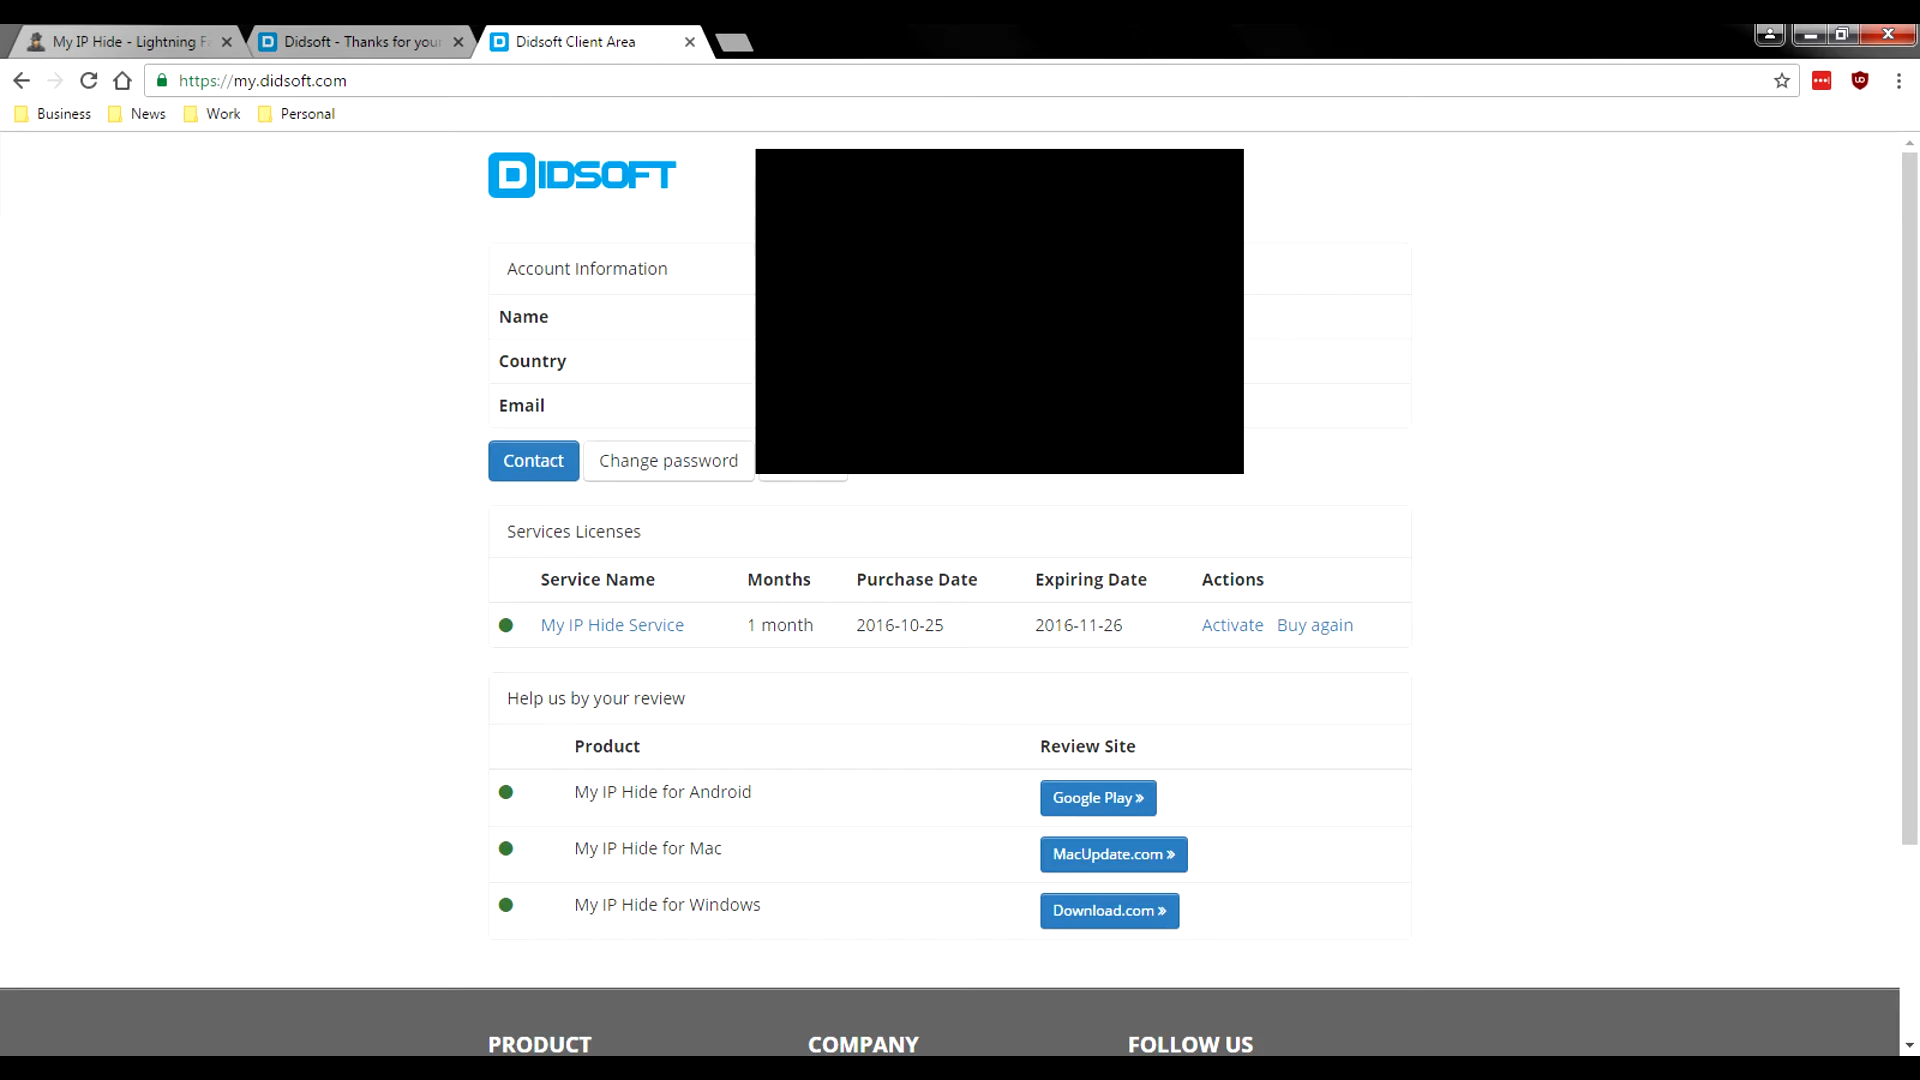 My IP Hide - Lightning F
Didsoft - Thanks for your
Didsoft Client Area
https://my.didsoft.com
Business
News
Work
Personal
DIDSOFT
Account Information
Name
Country
Email
Contact
Change password
Services Licenses
Service Name Months Purchase Date Expiring Date Actions
My IP Hide Service 1 month 2016-10-25 2016-11-26 Activate Buy again
Help us by your review
Product Review Site
My IP Hide for Android Google Play »
My IP Hide for Mac MacUpdate.com »
My IP Hide for Windows Download.com »
PRODUCT COMPANY FOLLOW US